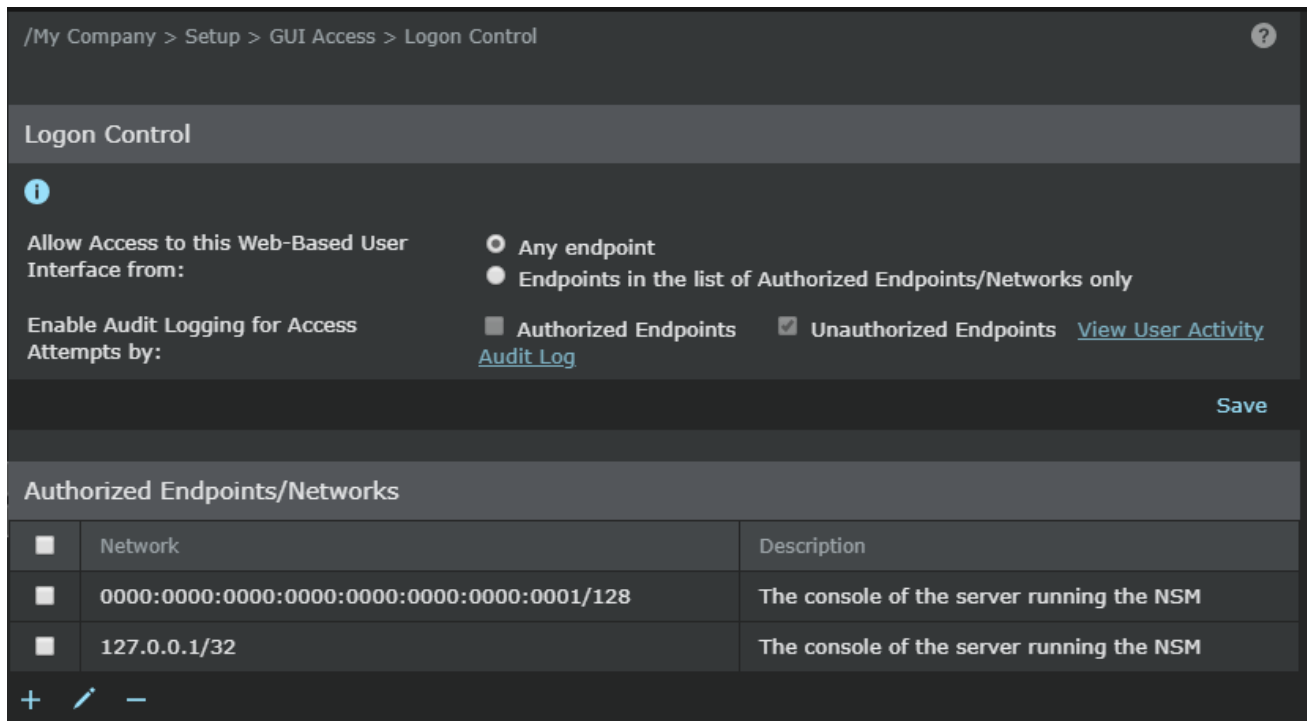 /My Company > Setup > GUI Access > Logon Control
Logon Control
Allow Access to this Web-Based User
Interface from:
Any endpoint
Endpoints in the list of Authorized Endpoints/Networks only
Enable Audit Logging for Access
Attempts by:
Authorized Endpoints Unauthorized Endpoints View User Activity
Audit Log
Save
Authorized Endpoints/Networks
Network Description
0000:0000:0000:0000:0000:0000:0000:0001/128 The console of the server running the NSM
127.0.0.1/32 The console of the server running the NSM